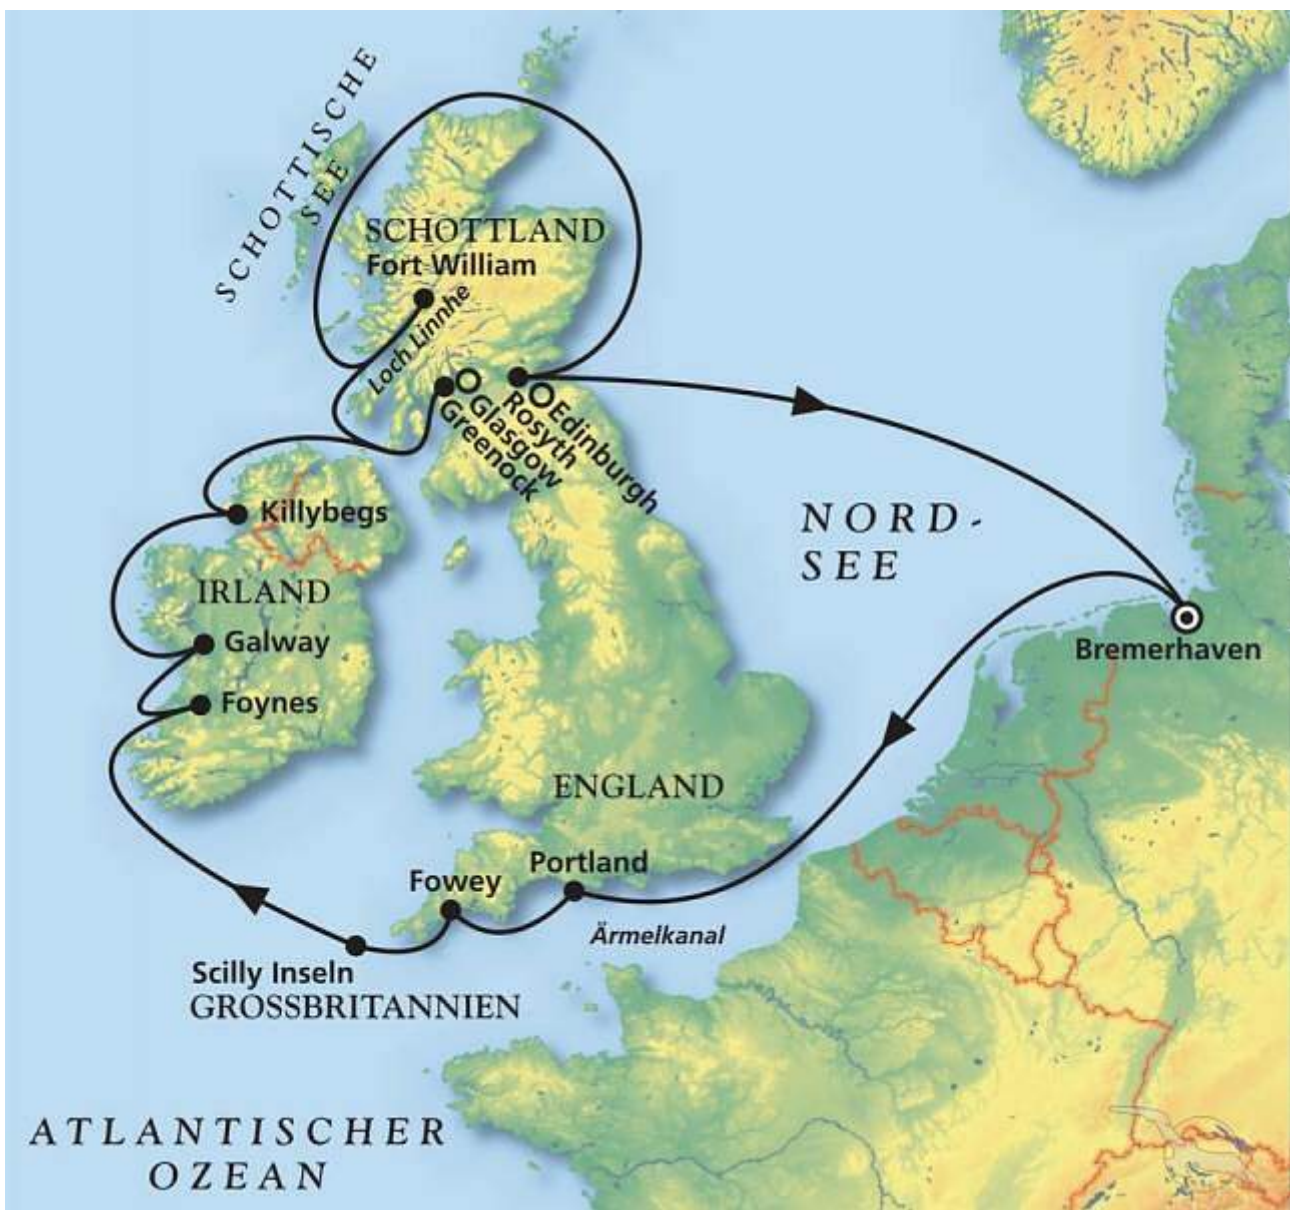 SCHOTTISCHE
SEE
SCHOTTLAND
Fort William
Loch Linnhe
Edinburgh
Rosyth
Glasgow
Greenock
NORD-
SEE
Killybegs
IRLAND
Galway
Foynes
Bremerhaven
ENGLAND
Portland
Fowey
Ärmelkanal
Scilly Inseln
GROSSBRITANNIEN
ATLANTISCHER
OZEAN